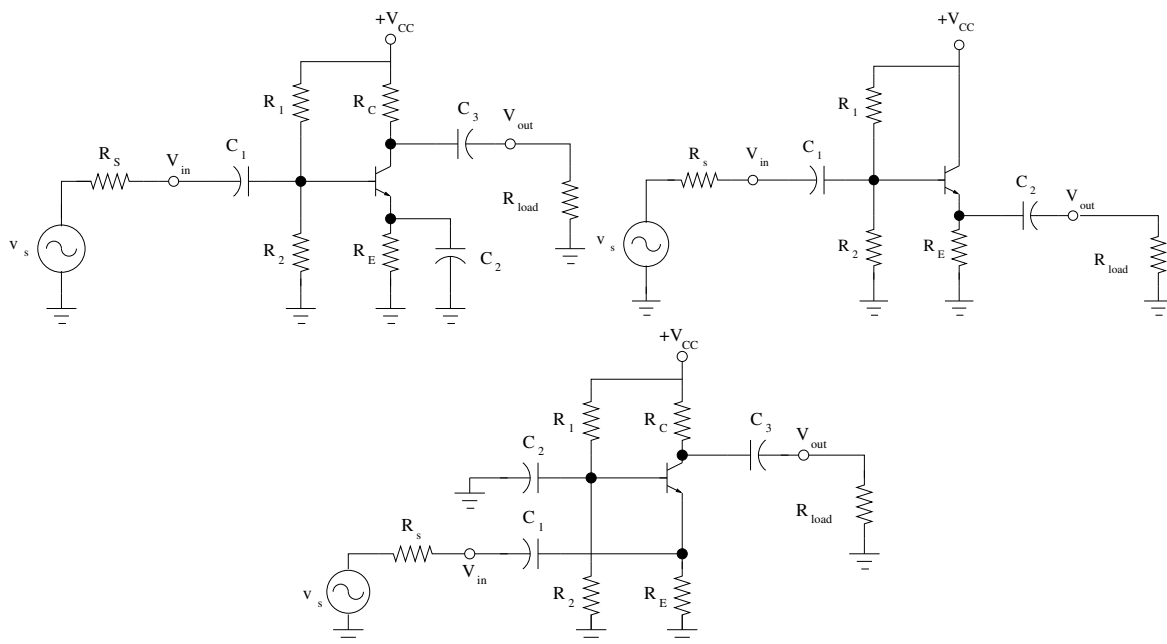 +V CC
R 1
R C
C 3
V out
R S
V in
C 1
R load
v s
R 2
R E
C 2
+V CC
R 1
R s
V in
C 1
C 2
V out
v s
R 2
R E
R load
+V CC
R 1
R C
C 3
V out
C 2
R load
R s
C 1
V in
v s
R 2
R E